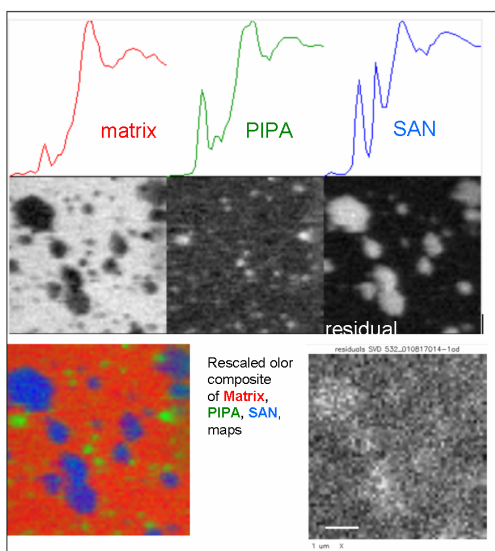 matrix
PIPA
SAN
residual
Rescaled olor
composite
of Matrix,
PIPA, SAN,
maps
residuals SVD 532_010817014-1od
1 um X